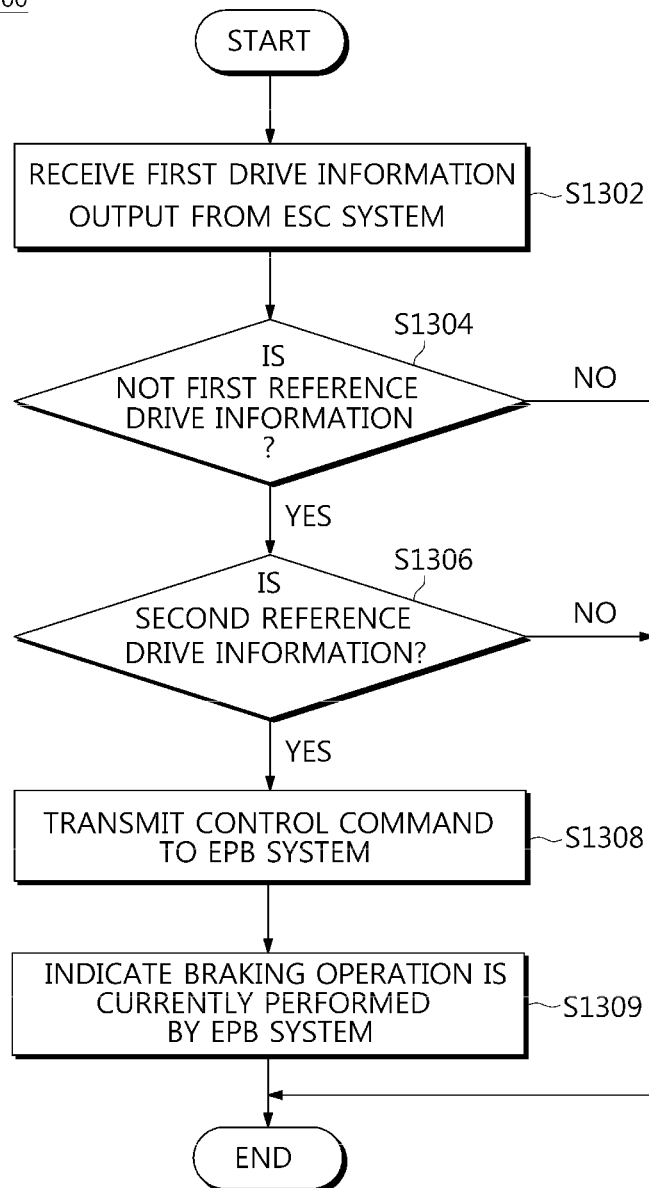 START
RECEIVE FIRST DRIVE INFORMATION
OUTPUT FROM ESC SYSTEM
S1302
S1304
IS
NOT FIRST REFERENCE
DRIVE INFORMATION
?
NO
YES
S1306
IS
SECOND REFERENCE
DRIVE INFORMATION?
NO
YES
TRANSMIT CONTROL COMMAND
TO EPB SYSTEM
S1308
INDICATE BRAKING OPERATION IS
CURRENTLY PERFORMED
BY EPB SYSTEM
S1309
END